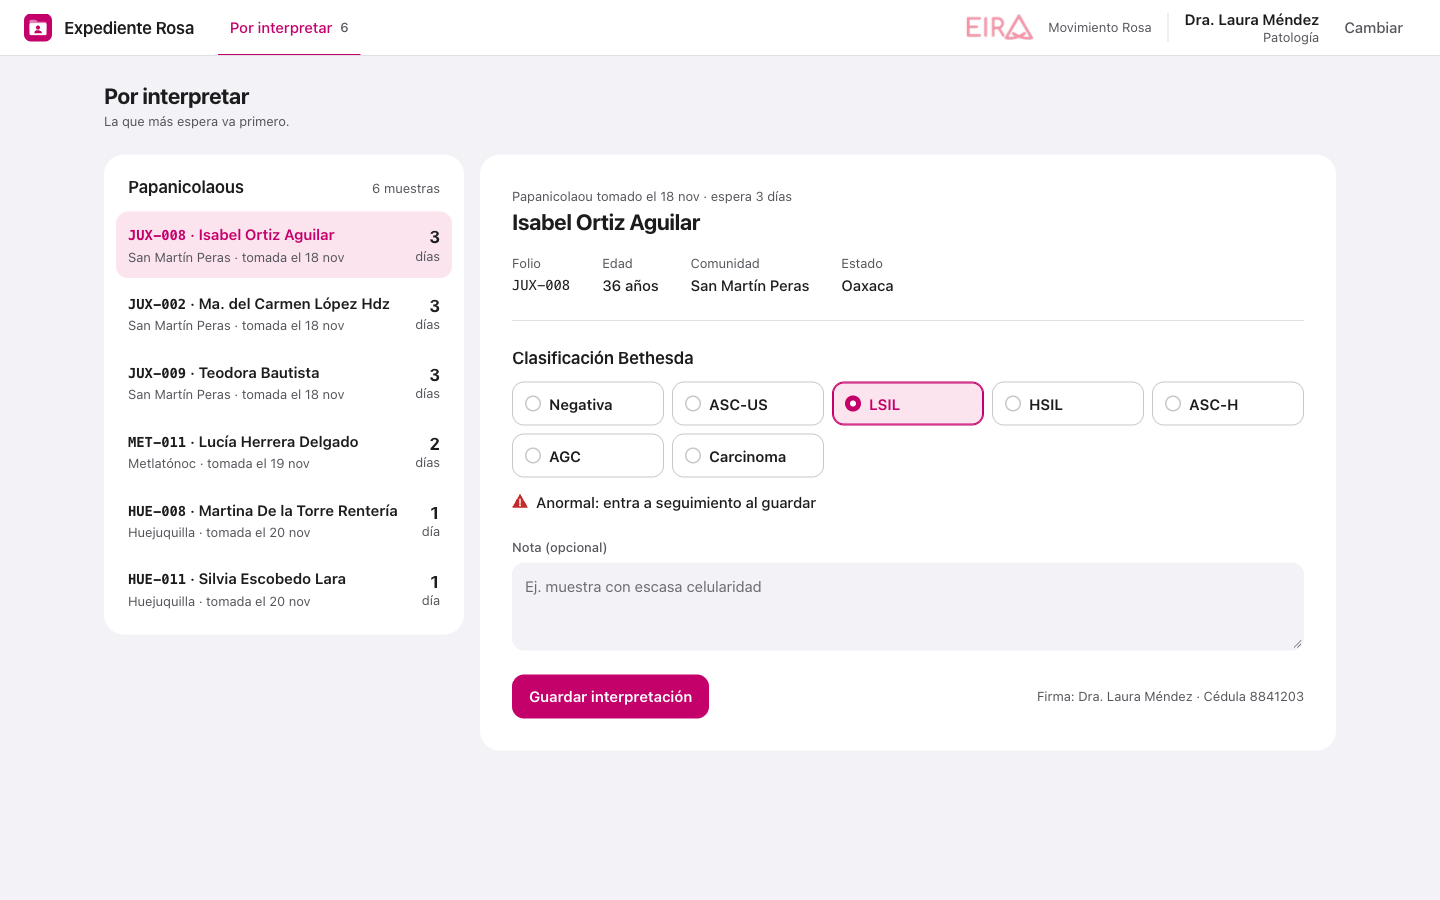 Expediente Rosa
Por interpretar 6
EIRA
Movimiento Rosa
Dra. Laura Méndez
Patología
Cambiar
Por interpretar
La que más espera va primero.
Papanicolaous
6 muestras
JUX-008 · Isabel Ortiz Aguilar
San Martín Peras · tomada el 18 nov
3 días
JUX-002 · Ma. del Carmen López Hdz
San Martín Peras · tomada el 18 nov
3 días
JUX-009 · Teodora Bautista
San Martín Peras · tomada el 18 nov
3 días
MET-011 · Lucía Herrera Delgado
Metlatónoc · tomada el 19 nov
2 días
HUE-008 · Martina De la Torre Rentería
Huejuquilla · tomada el 20 nov
1 día
HUE-011 · Silvia Escobedo Lara
Huejuquilla · tomada el 20 nov
1 día
Papanicolaou tomado el 18 nov · espera 3 días
Isabel Ortiz Aguilar
Folio
JUX-008
Edad
36 años
Comunidad
San Martín Peras
Estado
Oaxaca
Clasificación Bethesda
Negativa
ASC-US
LSIL
HSIL
ASC-H
AGC
Carcinoma
Anormal: entra a seguimiento al guardar
Nota (opcional)
Ej. muestra con escasa celularidad
Guardar interpretación
Firma: Dra. Laura Méndez · Cédula 8841203